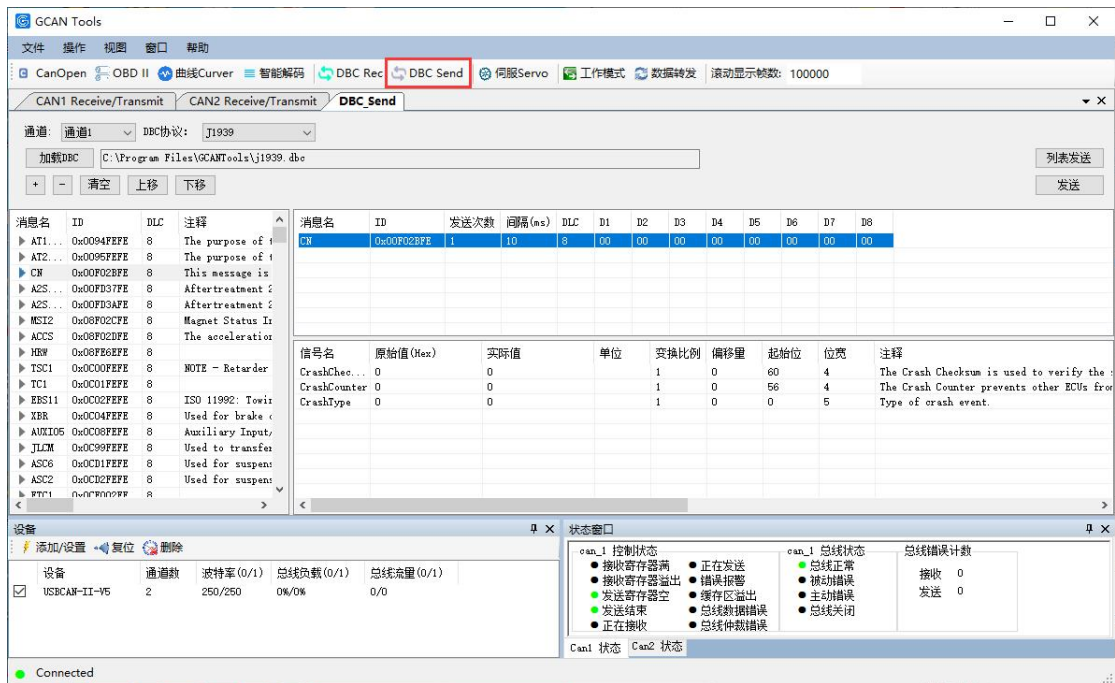 GCAN Tools
文件 操作 视图 窗口 帮助
CanOpen OBD II 曲线Curver 智能解码 DBC Rec DBC Send 伺服Servo 工作模式 数据转发 滚动显示帧数: 100000
CAN1 Receive/Transmit CAN2 Receive/Transmit DBC_Send
通道: 通道1 DBC协议: J1939
加载DBC C:\Program Files\GCANTools\j1939.dbc 列表发送
+ - 清空 上移 下移 发送
消息名 ID DLC 注释
AT1... 0x0094FEFE 8 The purpose of t
AT2... 0x0095FEFE 8 The purpose of t
CN 0x00F02BFE 8 This message is
A2S... 0x00FD37FE 8 Aftertreatment 2
A2S... 0x00FD3AFE 8 Aftertreatment 2
MSI2 0x08F02CFE 8 Magnet Status In
ACCS 0x08F02DFE 8 The acceleration
HRW 0x08FE6EFE 8
TSC1 0x0C00FEFE 8 NOTE - Retarder
TC1 0x0C01FEFE 8
EBS11 0x0C02FEFE 8 ISO 11992: Towin
XBR 0x0C04FEFE 8 Used for brake c
AUXIO5 0x0C08FEFE 8 Auxiliary Input/
JLCM 0x0C99FEFE 8 Used to transfer
ASC6 0x0CD1FEFE 8 Used for suspens
ASC2 0x0CD2FEFE 8 Used for suspens
消息名 ID 发送次数 间隔(ms) DLC D1 D2 D3 D4 D5 D6 D7 D8
CN 0x00F02BFE 1 10 8 00 00 00 00 00 00 00 00
信号名 原始值(Hex) 实际值 单位 变换比例 偏移量 起始位 位宽 注释
CrashChec... 0 0 1 0 60 4 The Crash Checksum is used to verify the
CrashCounter 0 0 1 0 56 4 The Crash Counter prevents other ECUs from
CrashType 0 0 1 0 0 5 Type of crash event.
设备
添加/设置 复位 删除
设备 通道数 波特率(0/1) 总线负载(0/1) 总线流量(0/1)
USBCAN-II-V5 2 250/250 0%/0% 0/0
状态窗口
can_1 控制状态 can_1 总线状态 总线错误计数
接收寄存器满 正在发送 总线正常 接收 0
接收寄存器溢出 错误报警 被动错误
发送寄存器空 缓存区溢出 主动错误 发送 0
发送结束 总线数据错误 总线关闭
正在接收 总线仲裁错误
Can1 状态 Can2 状态
Connected